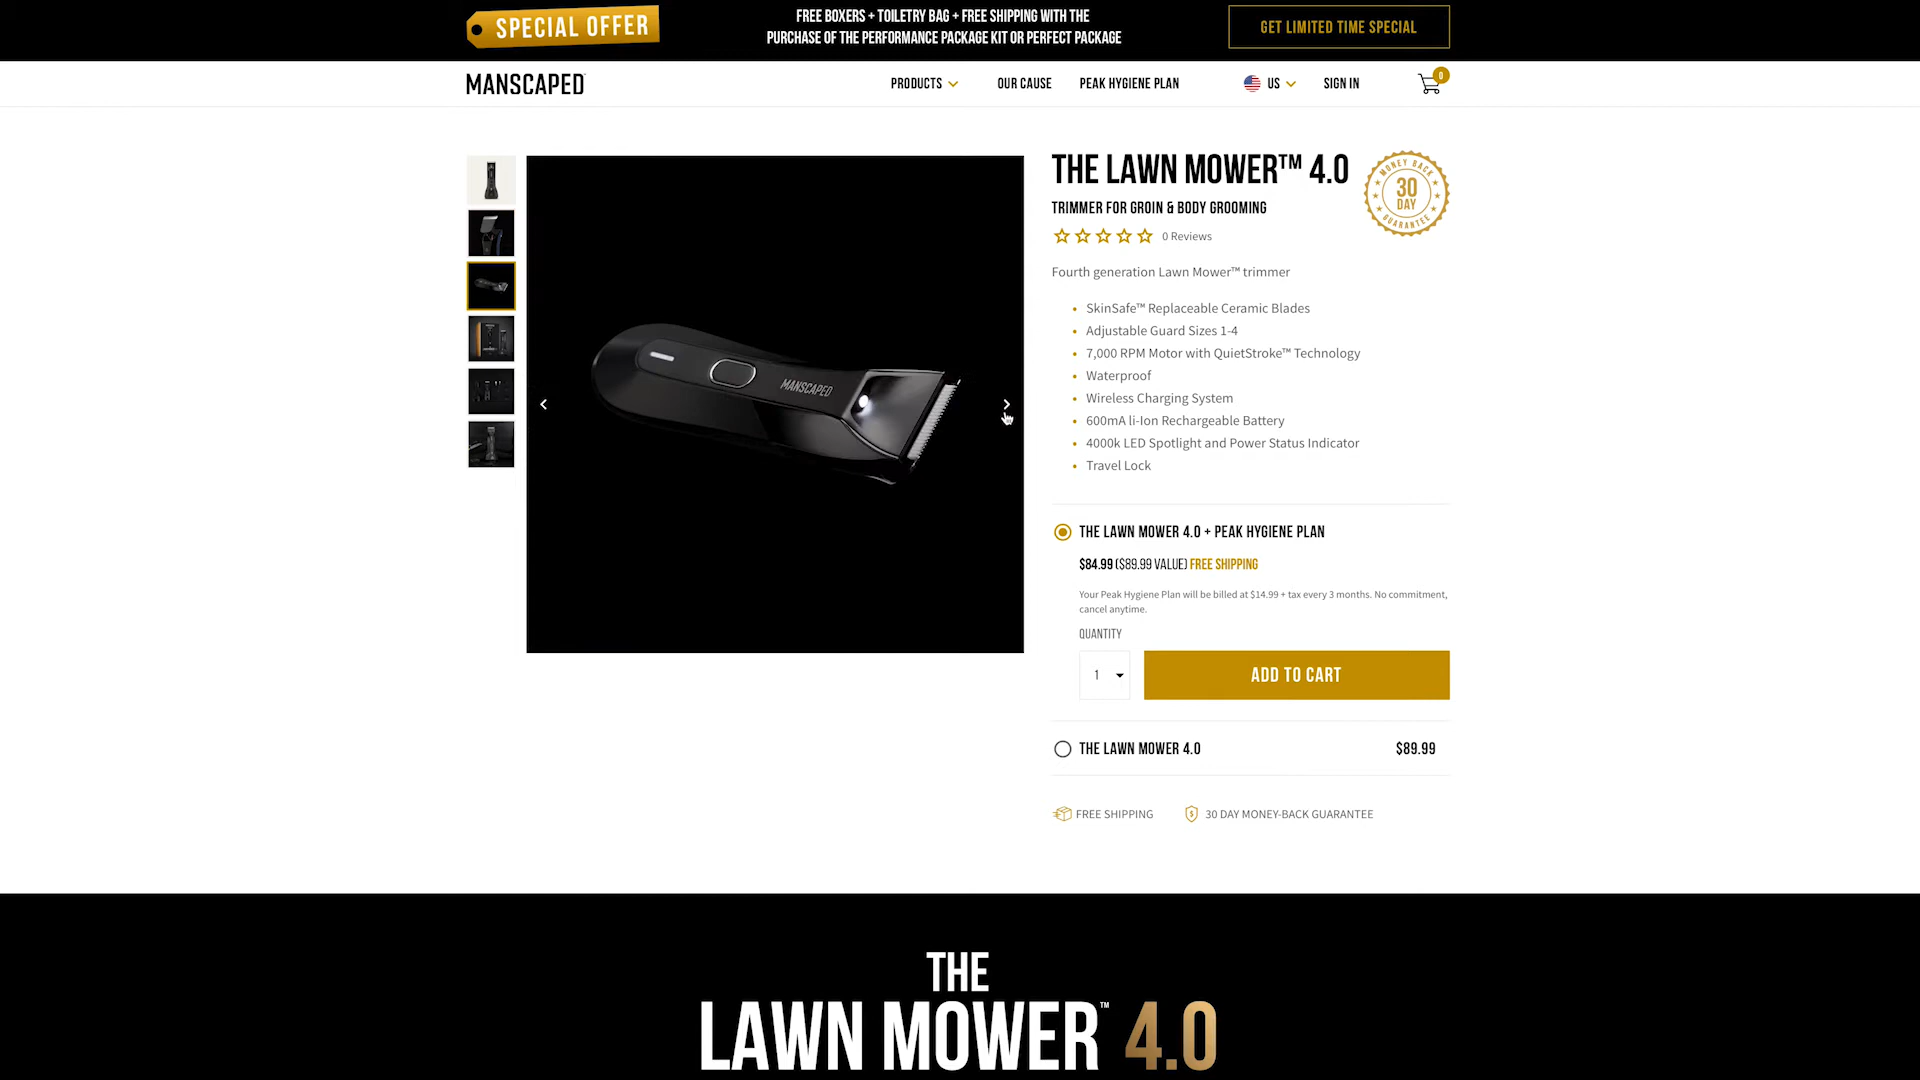 SPECIAL OFFER
FREE BOXERS + TOILETRY BAG + FREE SHIPPING WITH THE
PURCHASE OF THE PERFORMANCE PACKAGE KIT OR PERFECT PACKAGE
GET LIMITED TIME SPECIAL
MANSCAPED
PRODUCTS
OUR CAUSE
PEAK HYGIENE PLAN
US
SIGN IN
0
MANSCAPED
THE LAWN MOWER™ 4.0
MONEY BACK
30
DAY
GUARANTEE
TRIMMER FOR GROIN & BODY GROOMING
0 Reviews
Fourth generation Lawn Mower™ trimmer
• SkinSafe™ Replaceable Ceramic Blades
• Adjustable Guard Sizes 1-4
• 7,000 RPM Motor with QuietStroke™ Technology
• Waterproof
• Wireless Charging System
• 600mA li-Ion Rechargeable Battery
• 4000k LED Spotlight and Power Status Indicator
• Travel Lock
THE LAWN MOWER 4.0 + PEAK HYGIENE PLAN
$84.99 ($89.99 VALUE) FREE SHIPPING
Your Peak Hygiene Plan will be billed at $14.99 + tax every 3 months. No commitment,
cancel anytime.
QUANTITY
1
ADD TO CART
THE LAWN MOWER 4.0
$89.99
FREE SHIPPING
30 DAY MONEY-BACK GUARANTEE
THE
LAWN MOWER™ 4.0